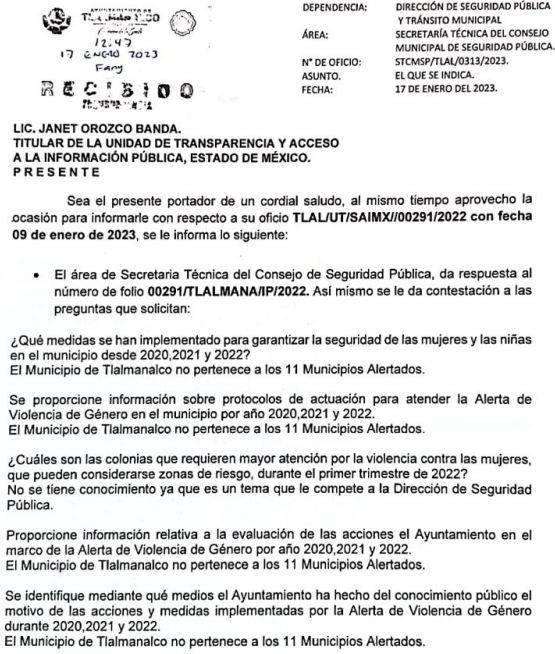 DEPENDENCIA: DIRECCIÓN DE SEGURIDAD PÚBLICA
Y TRÁNSITO MUNICIPAL
ÁREA: SECRETARÍA TÉCNICA DEL CONSEJO
MUNICIPAL DE SEGURIDAD PÚBLICA.
N° DE OFICIO: STCMSP/TLAL/0313/2023.
ASUNTO. EL QUE SE INDICA.
FECHA: 17 DE ENERO DEL 2023.
12:47
17 ENERO 2023
Fany
RECIBIDO
LIC. JANET OROZCO BANDA.
TITULAR DE LA UNIDAD DE TRANSPARENCIA Y ACCESO
A LA INFORMACIÓN PÚBLICA, ESTADO DE MÉXICO.
P R E S E N T E
Sea el presente portador de un cordial saludo, al mismo tiempo aprovecho la
ocasión para informarle con respecto a su oficio TLAL/UT/SAIMX//00291/2022 con fecha
09 de enero de 2023, se le informa lo siguiente:
• El área de Secretaria Técnica del Consejo de Seguridad Pública, da respuesta al
número de folio 00291/TLALMANA/IP/2022. Así mismo se le da contestación a las
preguntas que solicitan:
¿Qué medidas se han implementado para garantizar la seguridad de las mujeres y las niñas
en el municipio desde 2020,2021 y 2022?
El Municipio de Tlalmanalco no pertenece a los 11 Municipios Alertados.
Se proporcione información sobre protocolos de actuación para atender la Alerta de
Violencia de Género en el municipio por año 2020,2021 y 2022.
El Municipio de Tlalmanalco no pertenece a los 11 Municipios Alertados.
¿Cuáles son las colonias que requieren mayor atención por la violencia contra las mujeres,
que pueden considerarse zonas de riesgo, durante el primer trimestre de 2022?
No se tiene conocimiento ya que es un tema que le compete a la Dirección de Seguridad
Pública.
Proporcione información relativa a la evaluación de las acciones el Ayuntamiento en el
marco de la Alerta de Violencia de Género por año 2020,2021 y 2022.
El Municipio de Tlalmanalco no pertenece a los 11 Municipios Alertados.
Se identifique mediante qué medios el Ayuntamiento ha hecho del conocimiento público el
motivo de las acciones y medidas implementadas por la Alerta de Violencia de Género
durante 2020,2021 y 2022.
El Municipio de Tlalmanalco no pertenece a los 11 Municipios Alertados.